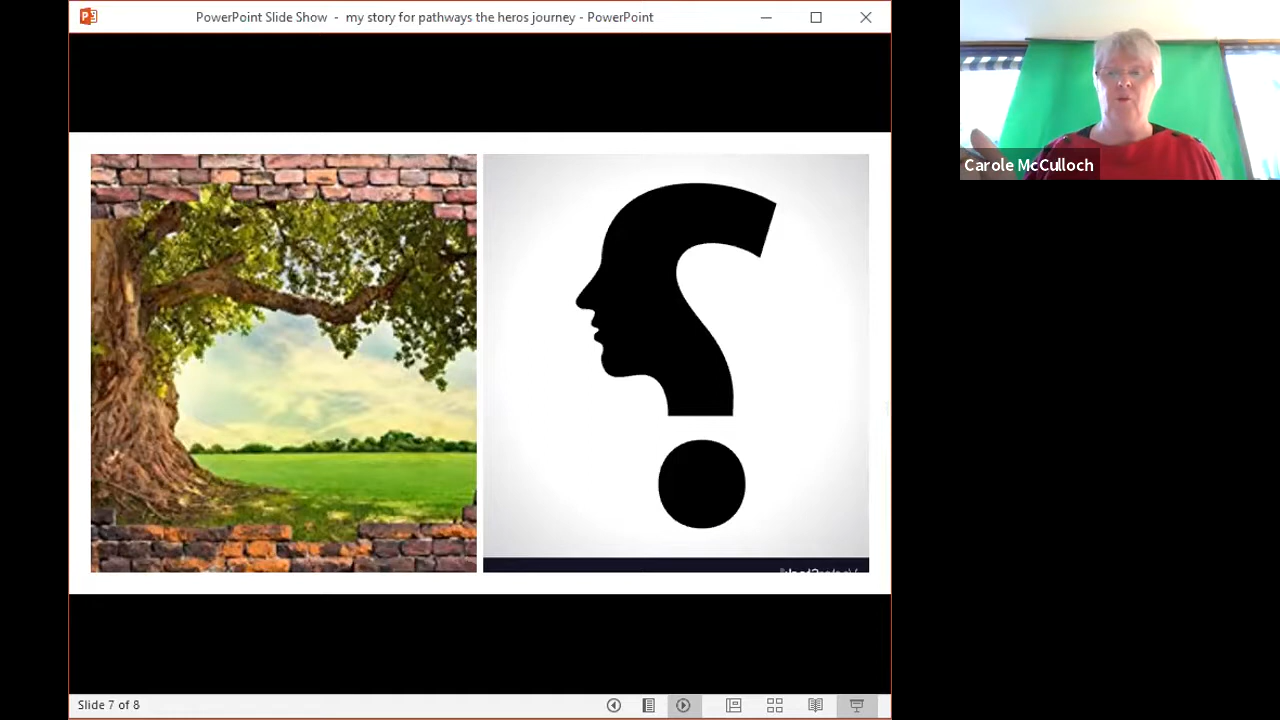 PowerPoint Slide Show - my story for pathways the heros journey - PowerPoint
Carole McCulloch
Slide 7 of 8